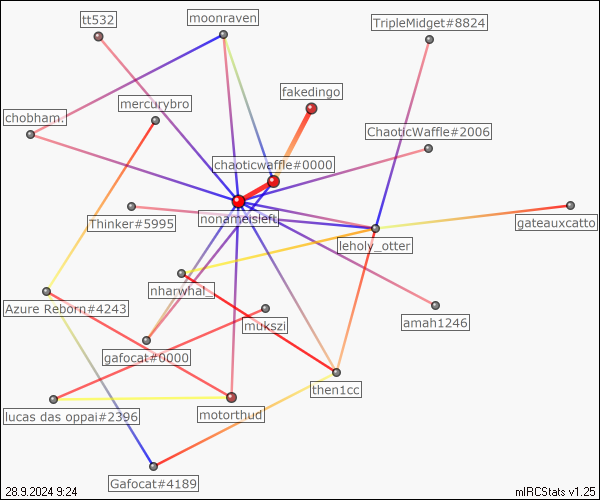 tt532
moonraven
TripleMidget#8824
fakedingo
mercurybro
chobham.
ChaoticWaffle#2006
chaoticwaffle#0000
Thinker#5995
nonameisleft
gateauxcatto
leholy_otter
nharwhal_
Azure Reborn#4243
mukszi
amah1246
gafocat#0000
then1cc
lucas das oppai#2396
motorthud
Gafocat#4189
28.9.2024 9:24
mIRCStats v1.25